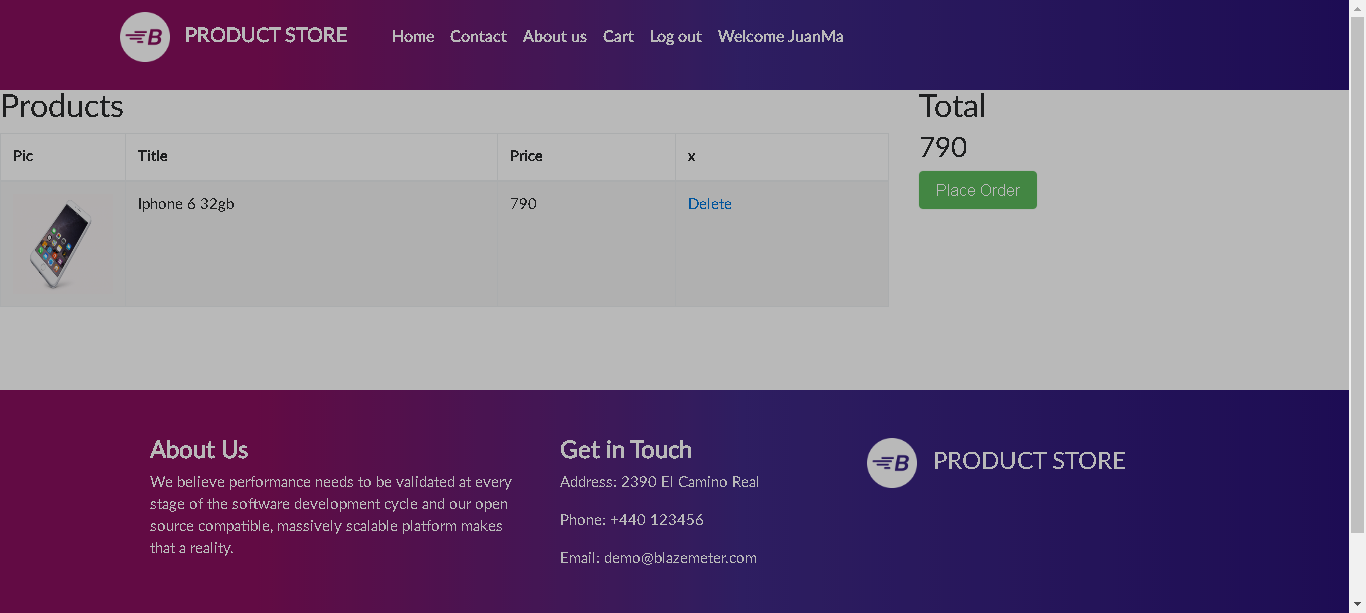 B PRODUCT STORE Home Contact About us Cart Log out Welcome JuanMa
Products
Pic Title Price x
Iphone 6 32gb 790 Delete
Total
790
Place Order
About Us
We believe performance needs to be validated at every
stage of the software development cycle and our open
source compatible, massively scalable platform makes
that a reality.
Get in Touch
Address: 2390 El Camino Real
Phone: +440 123456
Email: demo@blazemeter.com
B PRODUCT STORE